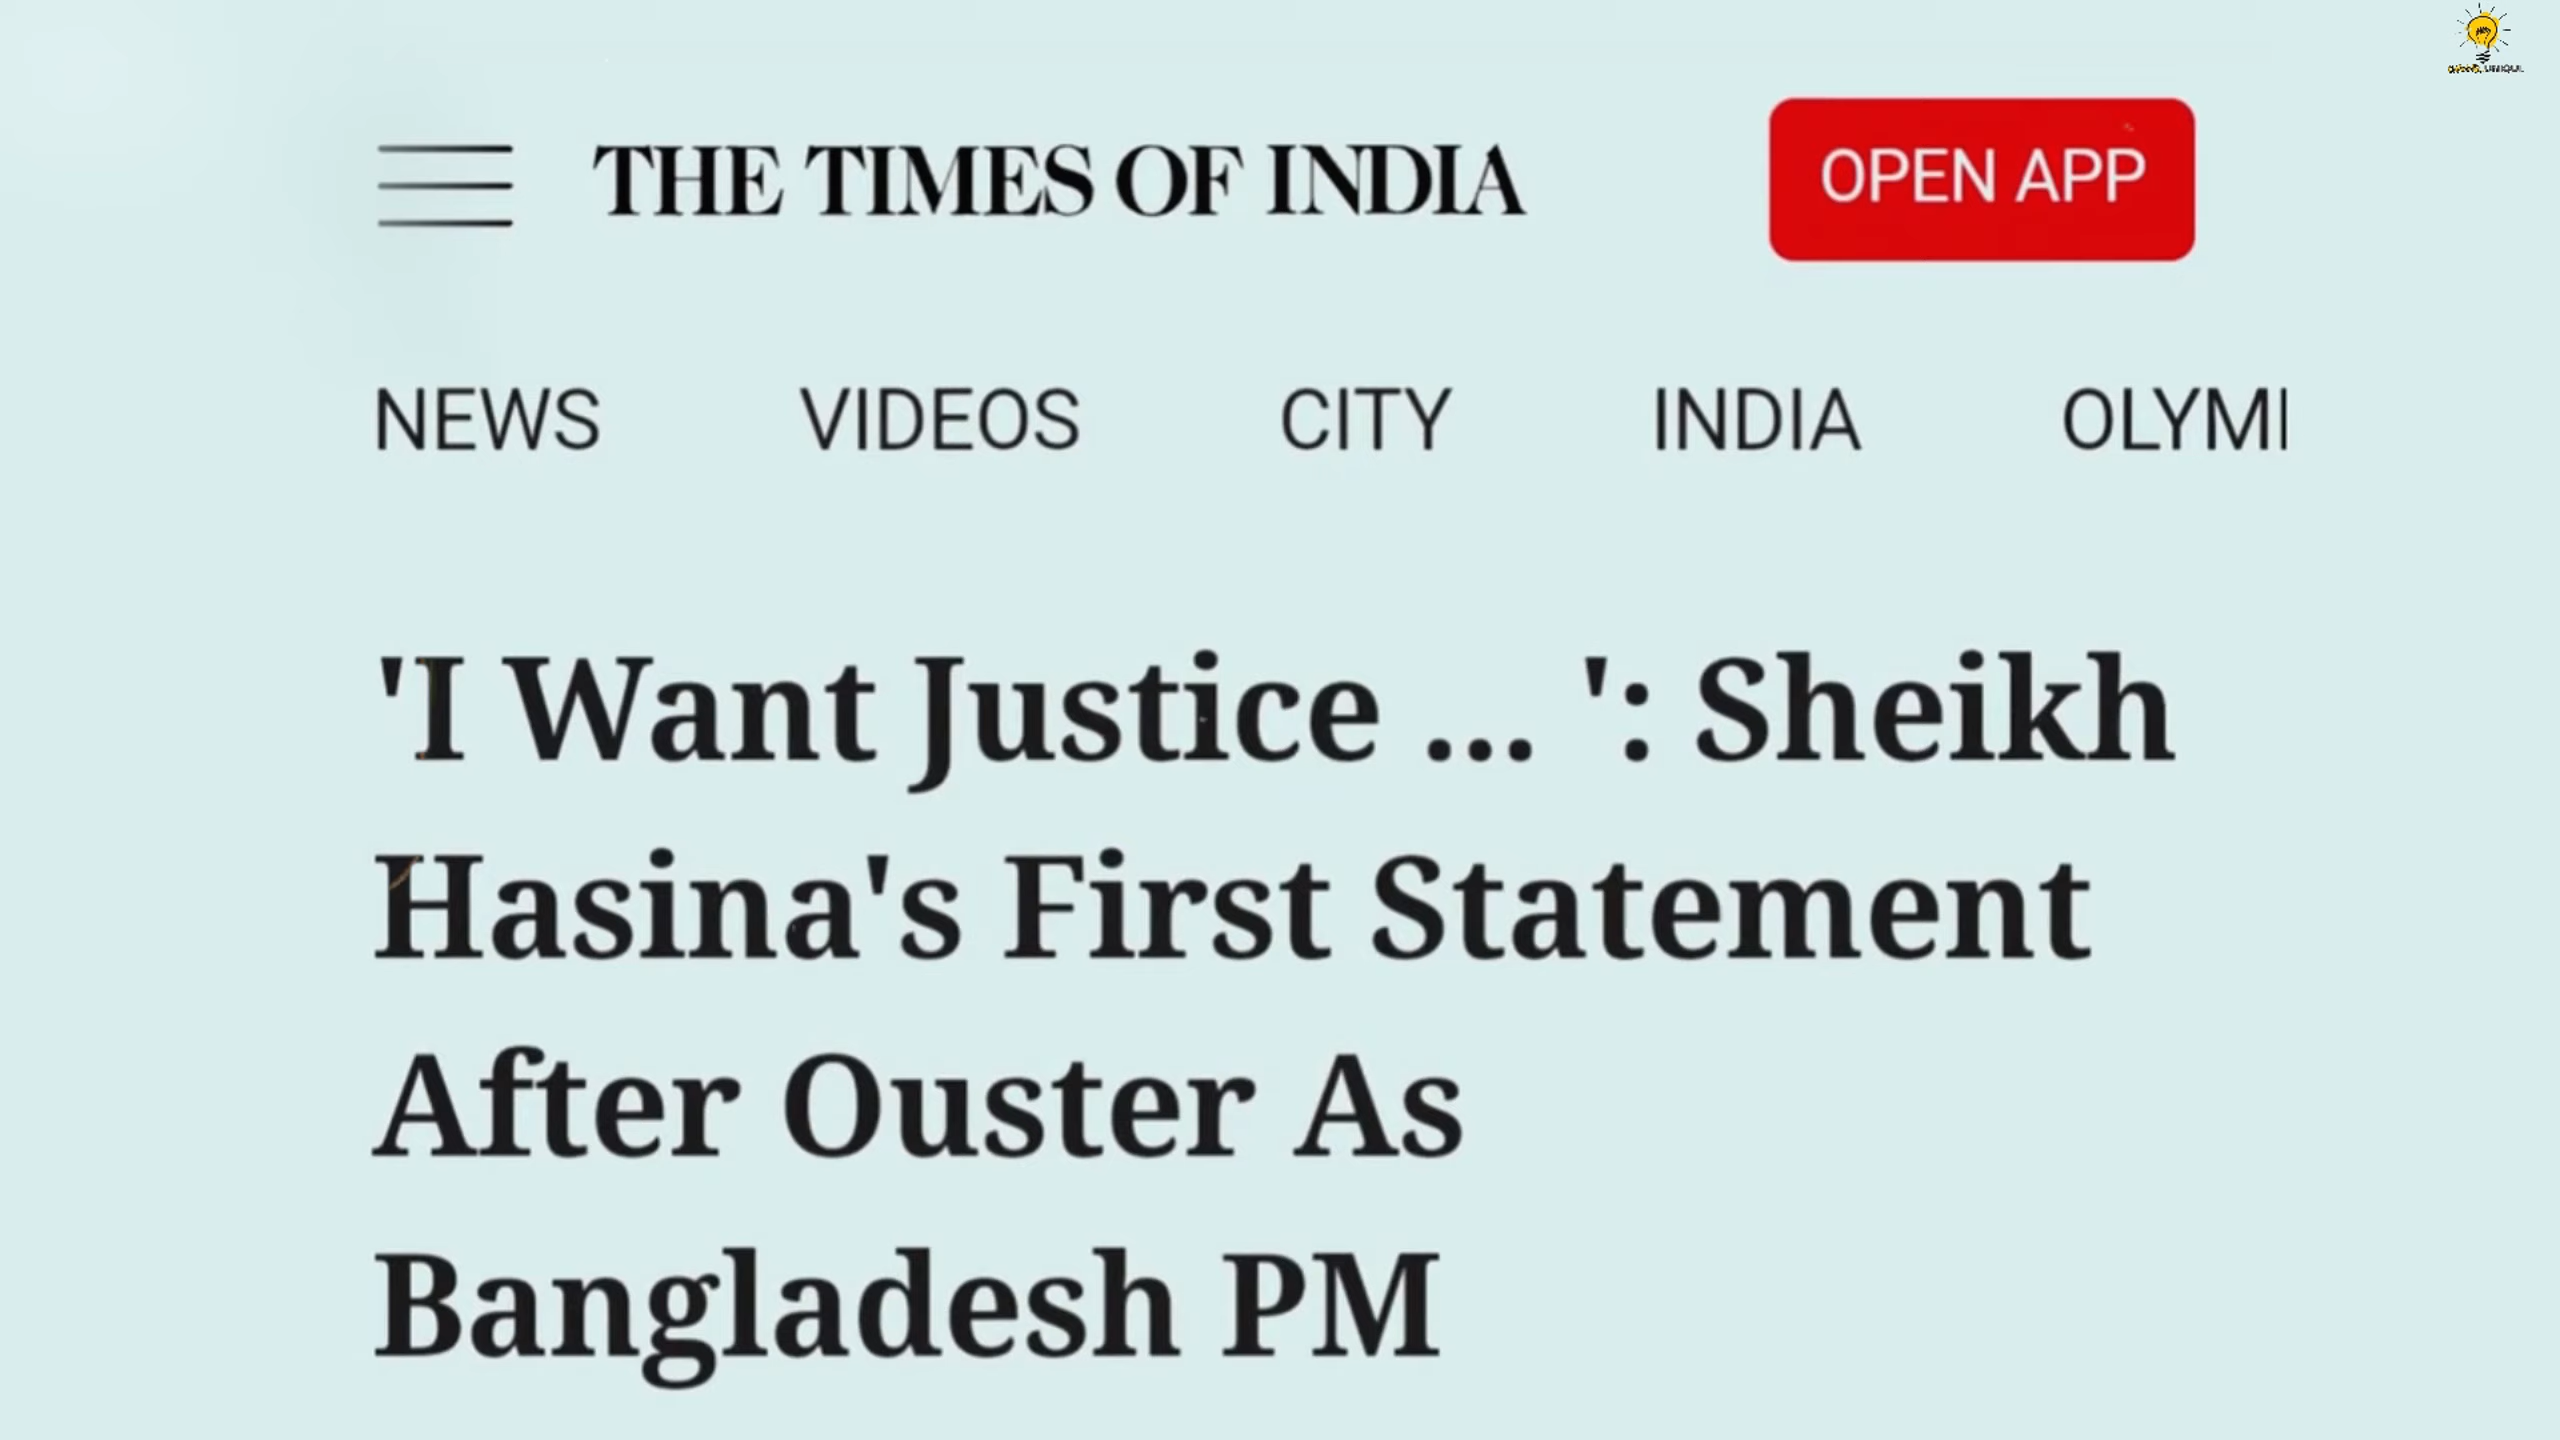 THE TIMES OF INDIA
OPEN APP
NEWS VIDEOS CITY INDIA OLYMI
'I Want Justice ... ': Sheikh
Hasina's First Statement
After Ouster As
Bangladesh PM